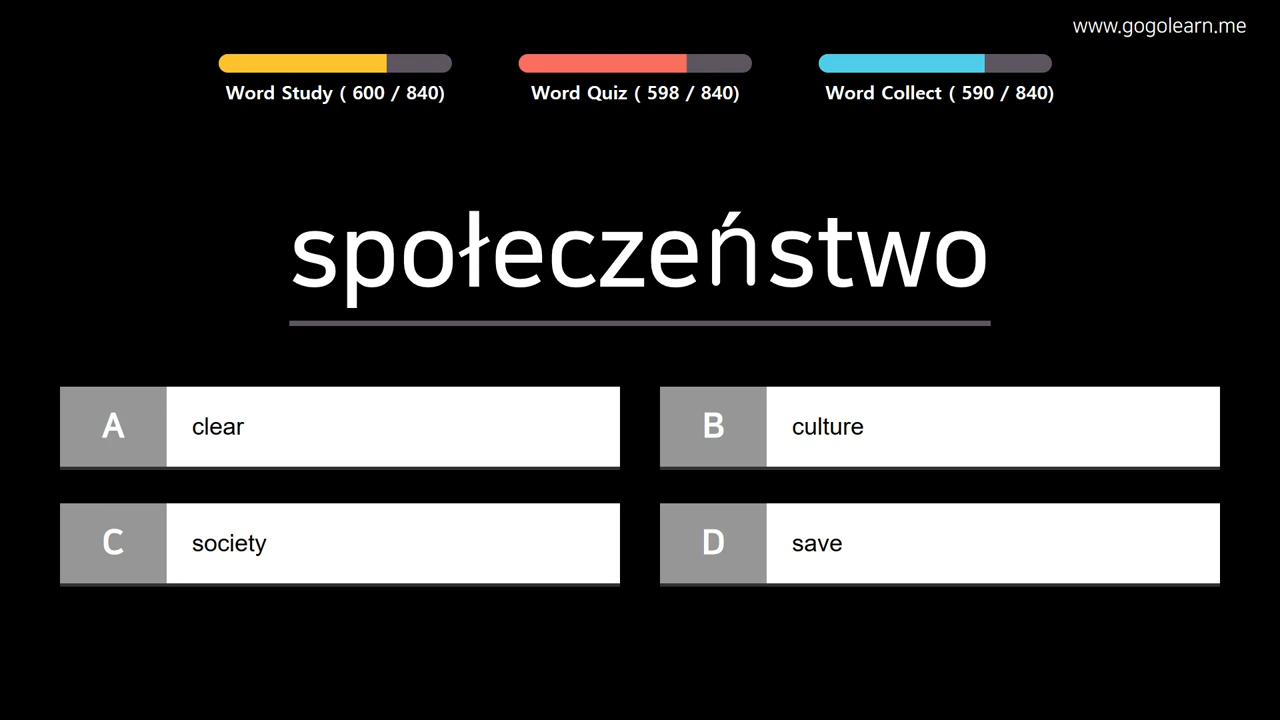 www.gogolearn.me
Word Study ( 600 / 840)
Word Quiz ( 598 / 840)
Word Collect ( 590 / 840)
społeczeństwo
A clear
B culture
C society
D save